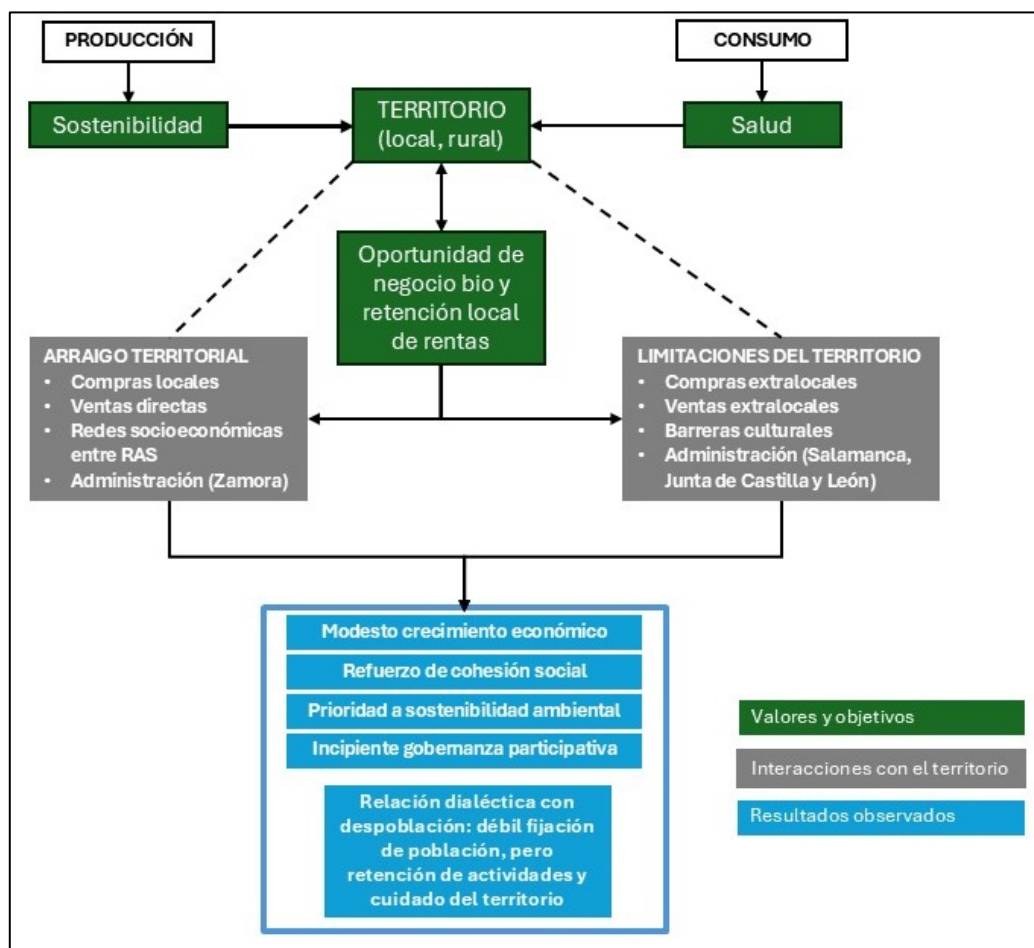 PRODUCCIÓN
CONSUMO
Sostenibilidad
TERRITORIO
(local, rural)
Salud
Oportunidad de
negocio bio y
retención local
de rentas
ARRAIGO TERRITORIAL
• Compras locales
• Ventas directas
• Redes socioeconómicas
entre RAS
• Administración (Zamora)
LIMITACIONES DEL TERRITORIO
• Compras extralocales
• Ventas extralocales
• Barreras culturales
• Administración (Salamanca,
Junta de Castilla y León)
Modesto crecimiento económico
Refuerzo de cohesión social
Prioridad a sostenibilidad ambiental
Incipiente gobernanza participativa
Relación dialéctica con
despoblación: débil fijación
de población, pero
retención de actividades y
cuidado del territorio
Valores y objetivos
Interacciones con el territorio
Resultados observados